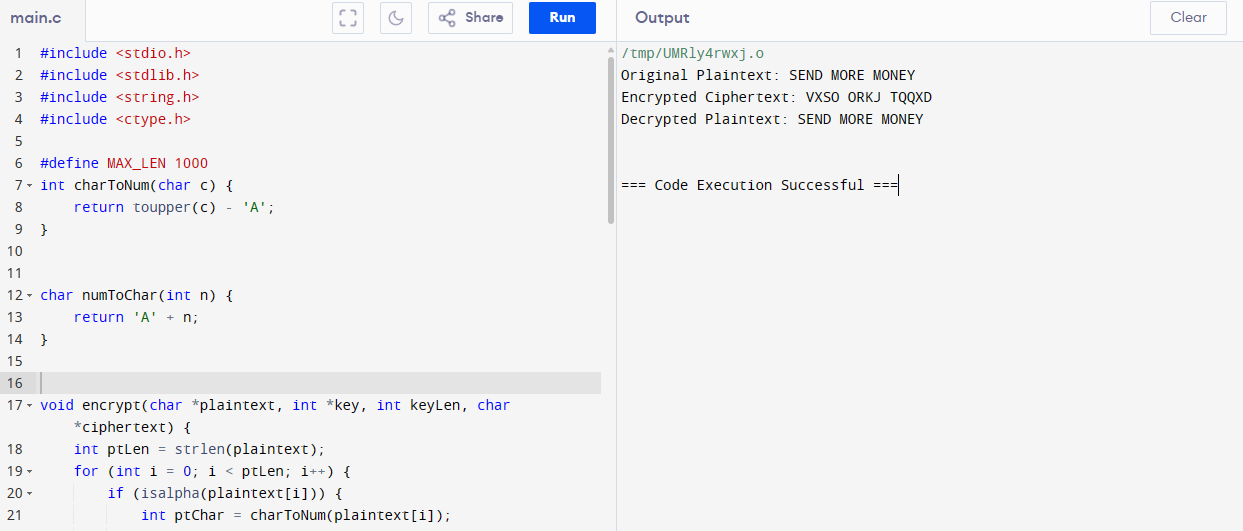 main.c
Share
Run
Output
Clear
1 #include <stdio.h>
2 #include <stdlib.h>
3 #include <string.h>
4 #include <ctype.h>
5
6 #define MAX_LEN 1000
7 int charToNum(char c) {
8 return toupper(c) - 'A';
9 }
10
11
12 char numToChar(int n) {
13 return 'A' + n;
14 }
15
16
17 void encrypt(char *plaintext, int *key, int keyLen, char
*ciphertext) {
18 int ptLen = strlen(plaintext);
19 for (int i = 0; i < ptLen; i++) {
20 if (isalpha(plaintext[i])) {
21 int ptChar = charToNum(plaintext[i]);
/tmp/UMRly4rwxj.o
Original Plaintext: SEND MORE MONEY
Encrypted Ciphertext: VXSO ORKJ TQQXD
Decrypted Plaintext: SEND MORE MONEY
=== Code Execution Successful ===